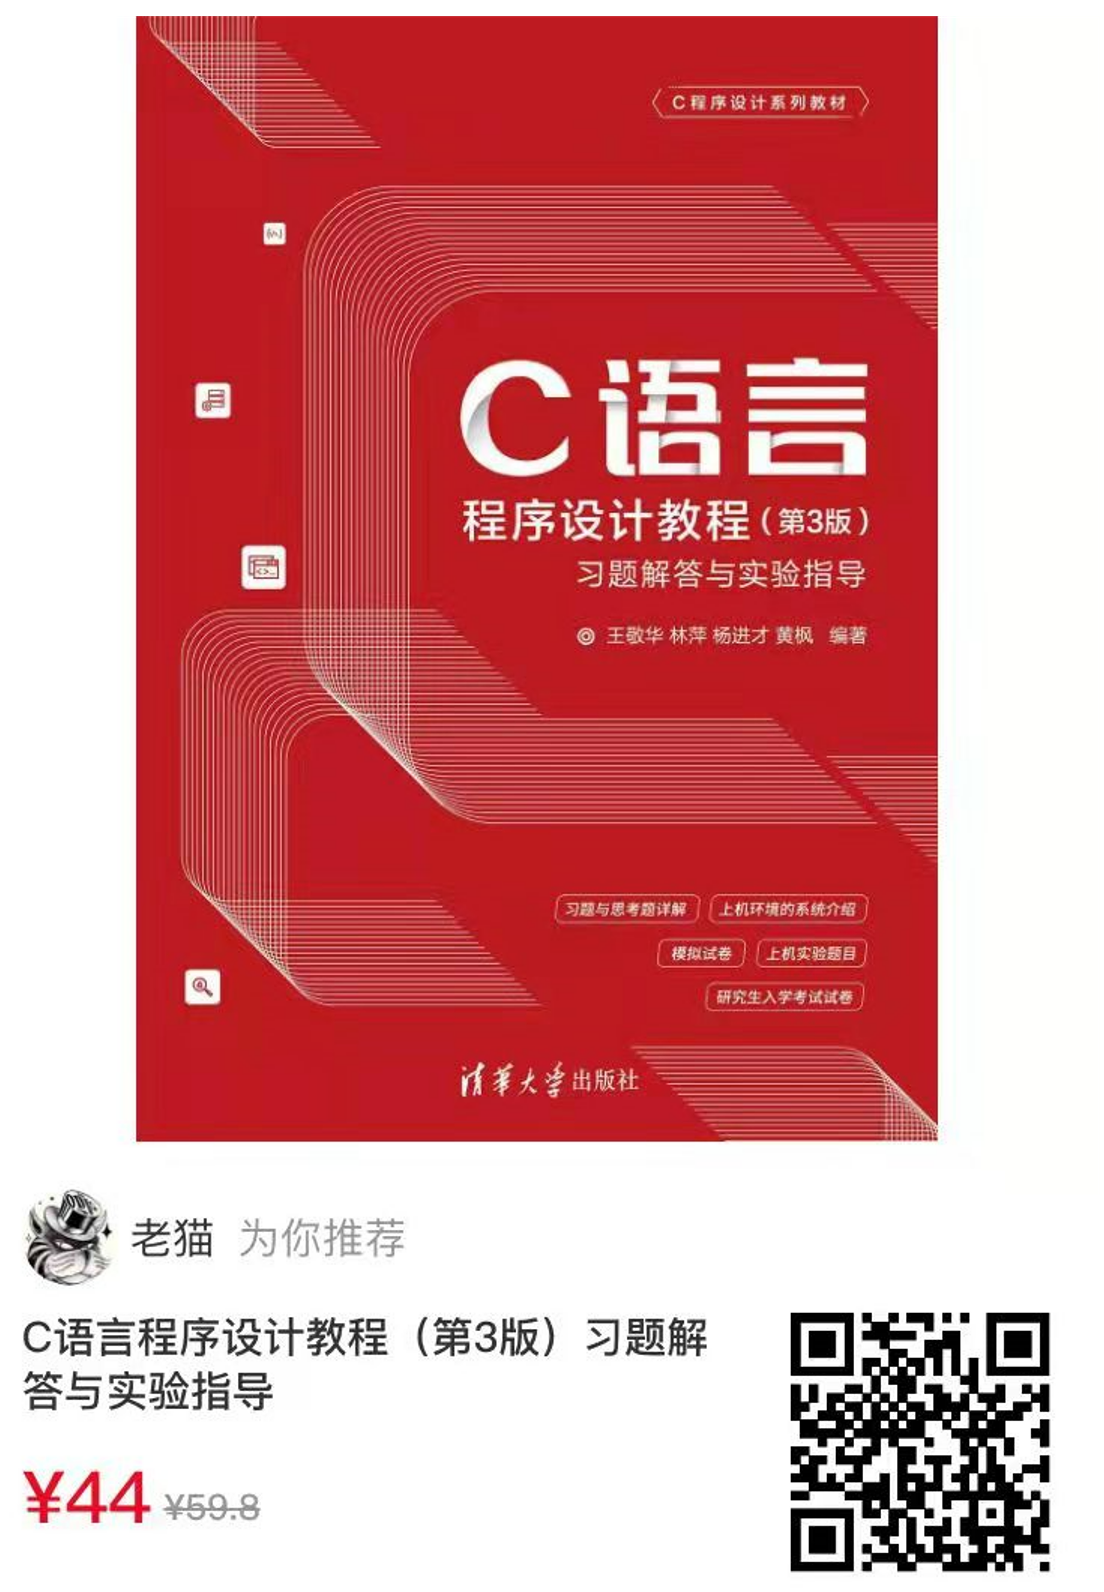 C程序设计系列教材
C语言
程序设计教程（第3版）
习题解答与实验指导
王敬华 林萍 杨进才 黄枫 编著
习题与思考题详解 上机环境的系统介绍
模拟试卷 上机实验题目
研究生入学考试试卷
清华大学出版社
老猫 为你推荐
C语言程序设计教程（第3版）习题解
答与实验指导
¥44 ¥59.8